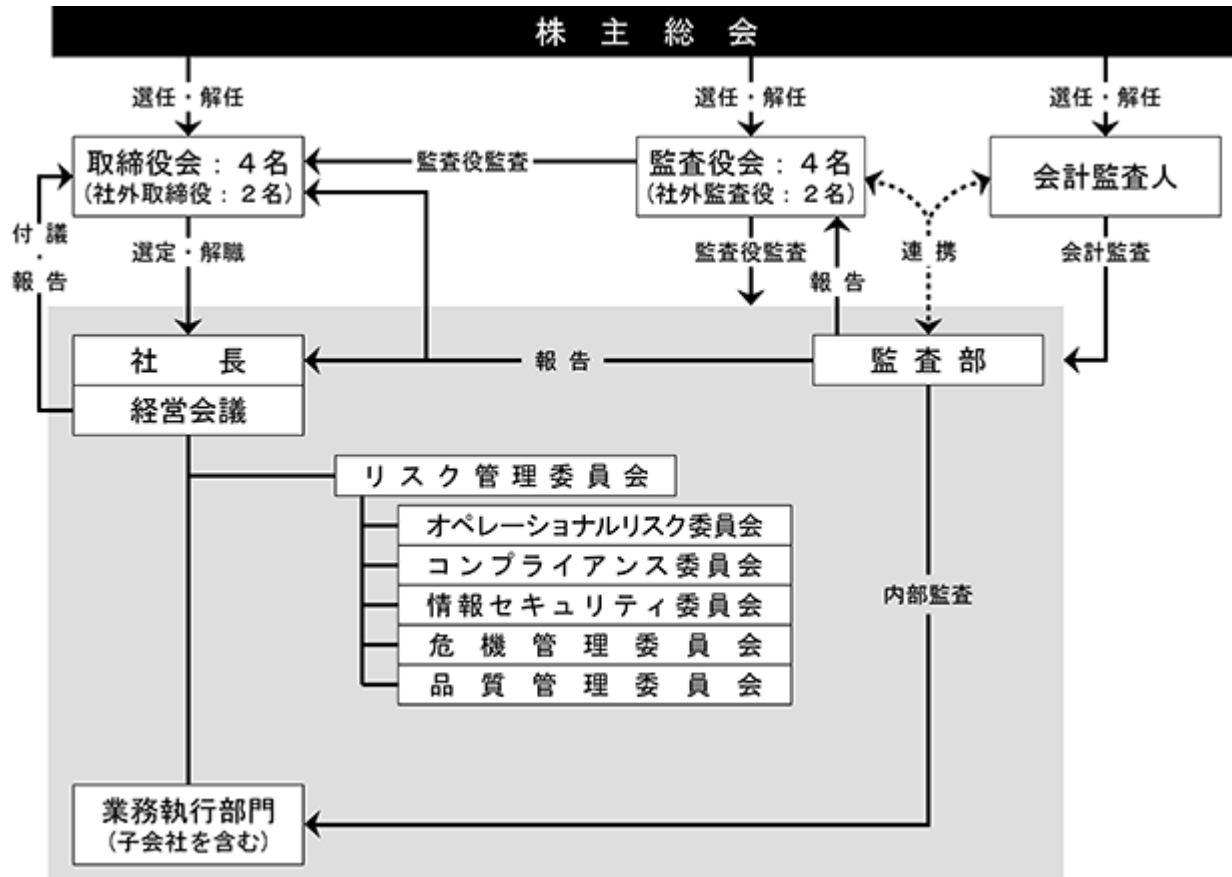 株主総会
選任・解任
選任・解任
選任・解任
取締役会：4名
(社外取締役：2名)
監査役監査
監査役会：4名
(社外監査役：2名)
会計監査人
付議・報告
選定・解職
監査役監査
報告
連携
会計監査
社長
経営会議
報告
監査部
リスク管理委員会
オペレーショナルリスク委員会
コンプライアンス委員会
情報セキュリティ委員会
危機管理委員会
品質管理委員会
内部監査
業務執行部門
(子会社を含む)